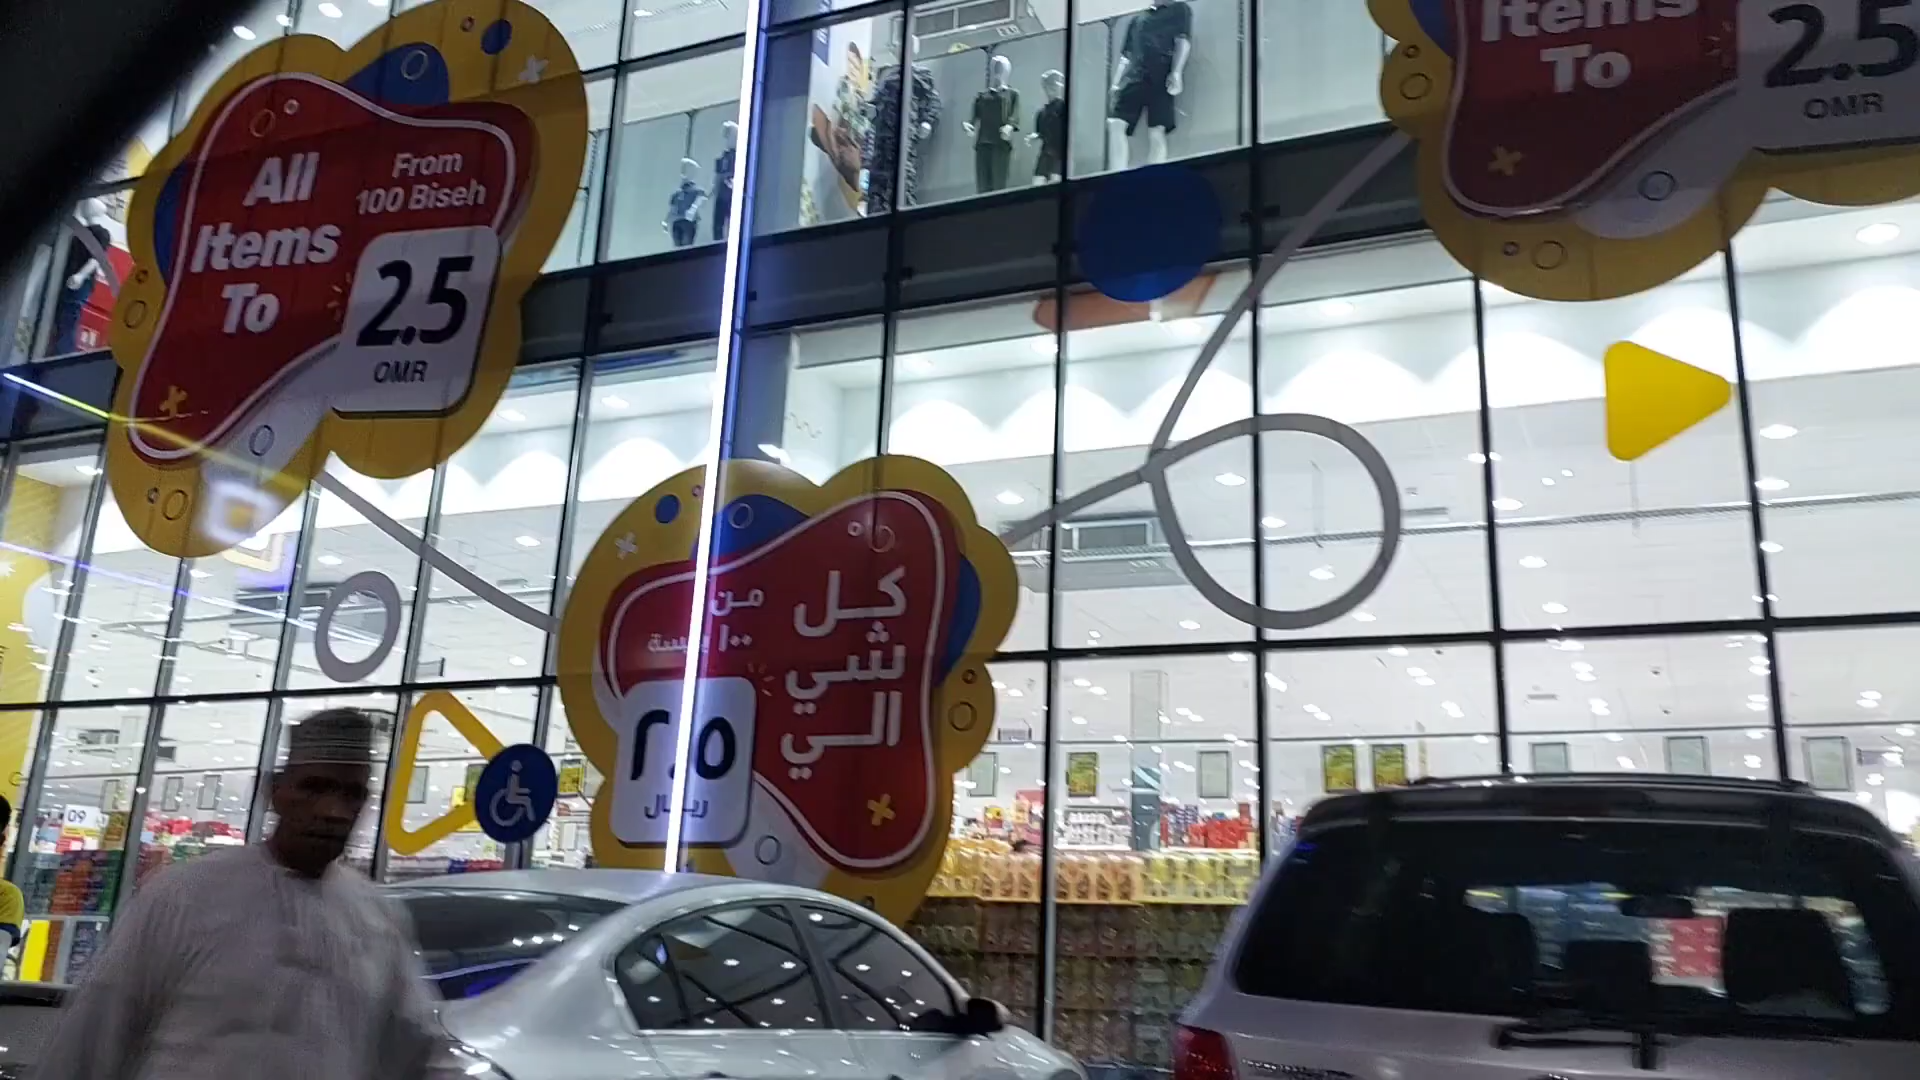 All
Items
To
From
100 Biseh
2.5
OMR
Items
To
2.5
OMR
كل
شي
الي
من
١٠٠ بيسة
٢.٥
ريال
09